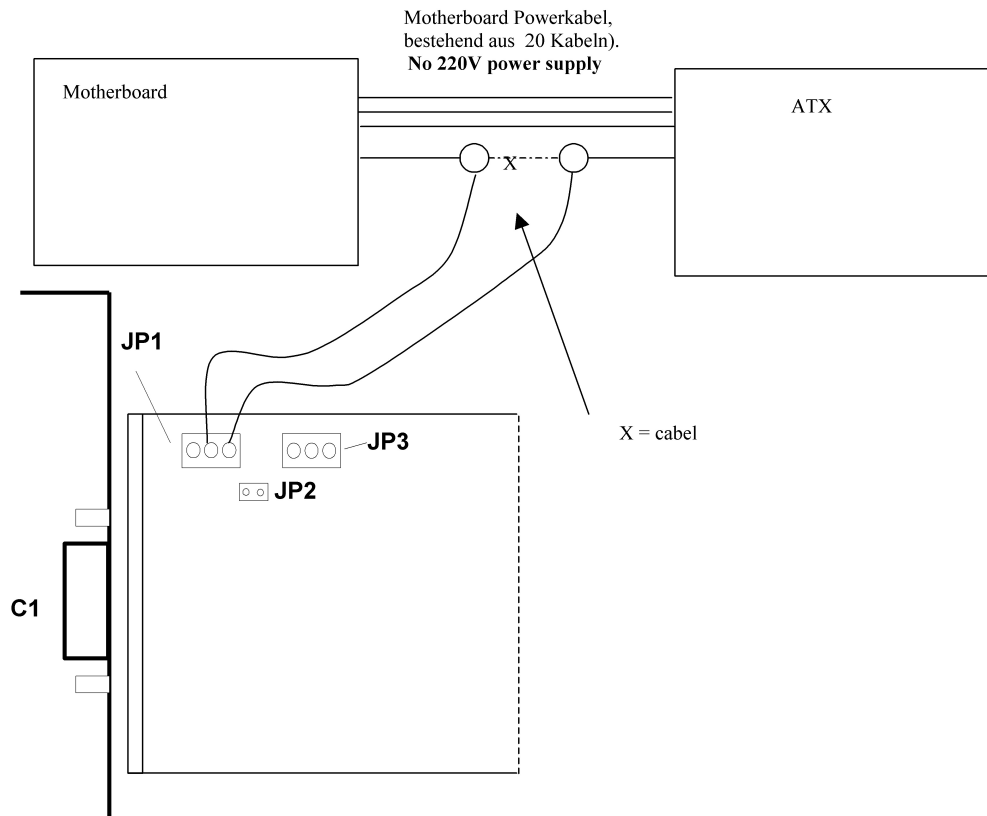 Motherboard Powerkabel,
bestehend aus 20 Kabeln).
No 220V power supply
Motherboard
ATX
X
JP1
X = cabel
JP3
JP2
C1